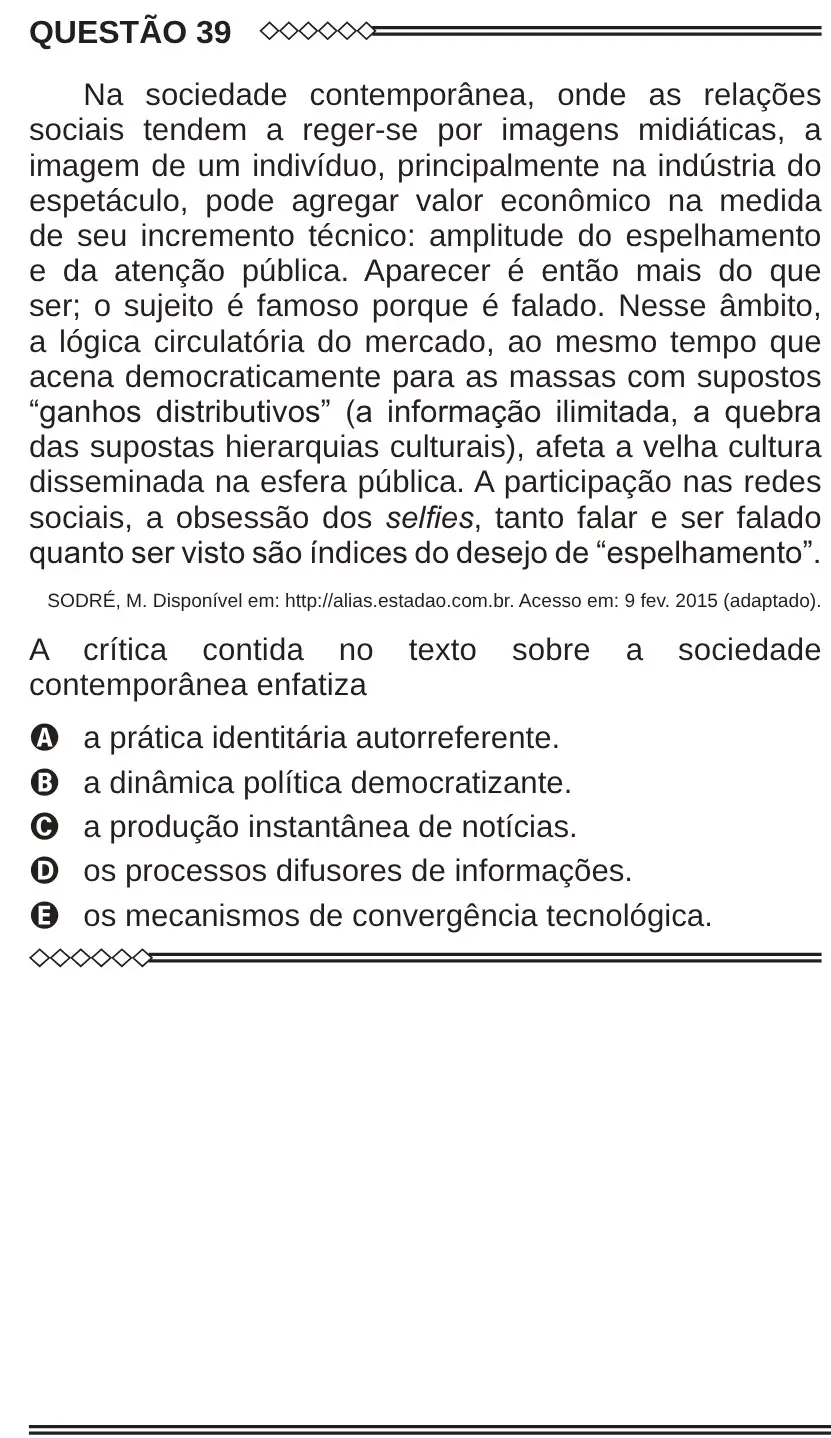 QUESTÃO 39
Na sociedade contemporânea, onde as relações
sociais tendem a reger-se por imagens midiáticas, a
imagem de um indivíduo, principalmente na indústria do
espetáculo, pode agregar valor econômico na medida
de seu incremento técnico: amplitude do espelhamento
e da atenção pública. Aparecer é então mais do que
ser; o sujeito é famoso porque é falado. Nesse âmbito,
a lógica circulatória do mercado, ao mesmo tempo que
acena democraticamente para as massas com supostos
“ganhos distributivos” (a informação ilimitada, a quebra
das supostas hierarquias culturais), afeta a velha cultura
disseminada na esfera pública. A participação nas redes
sociais, a obsessão dos selfies, tanto falar e ser falado
quanto ser visto são índices do desejo de “espelhamento”.
SODRÉ, M. Disponível em: http://alias.estadao.com.br. Acesso em: 9 fev. 2015 (adaptado).
A crítica contida no texto sobre a sociedade
contemporânea enfatiza
A a prática identitária autorreferente.
B a dinâmica política democratizante.
C a produção instantânea de notícias.
D os processos difusores de informações.
E os mecanismos de convergência tecnológica.